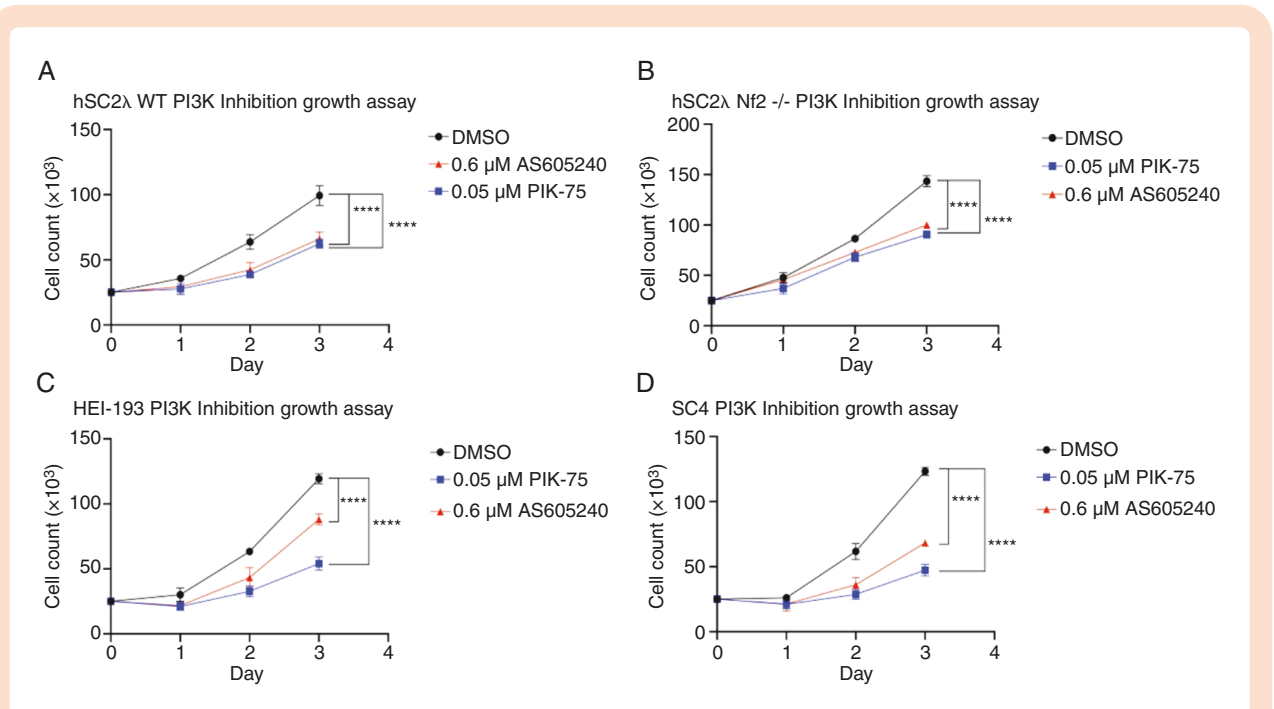 A
hSC2λ WT PI3K Inhibition growth assay
150
100
50
0
Cell count (×10³)
0 1 2 3 4
Day
DMSO
0.6 µM AS605240
0.05 µM PIK-75
****
****
B
hSC2λ Nf2 -/- PI3K Inhibition growth assay
200
150
100
50
0
Cell count (×10³)
0 1 2 3 4
Day
DMSO
0.05 µM PIK-75
0.6 µM AS605240
****
****
C
HEI-193 PI3K Inhibition growth assay
150
100
50
0
Cell count (×10³)
0 1 2 3 4
Day
DMSO
0.05 µM PIK-75
0.6 µM AS605240
****
****
D
SC4 PI3K Inhibition growth assay
150
100
50
0
Cell count (×10³)
0 1 2 3 4
Day
DMSO
0.05 µM PIK-75
0.6 µM AS605240
****
****